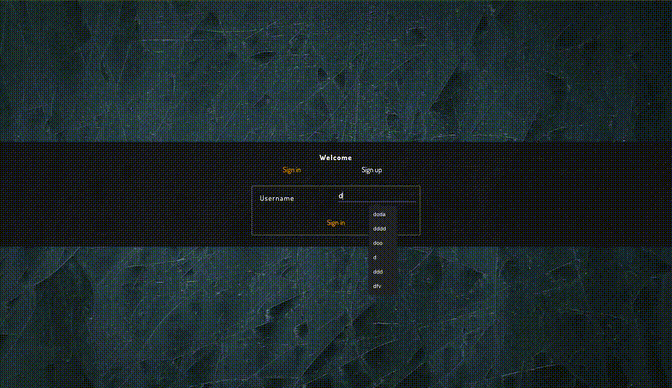 Welcome
Sign in Sign up
Username d
Sign in
doda
dddd
doo
d
ddd
dfv